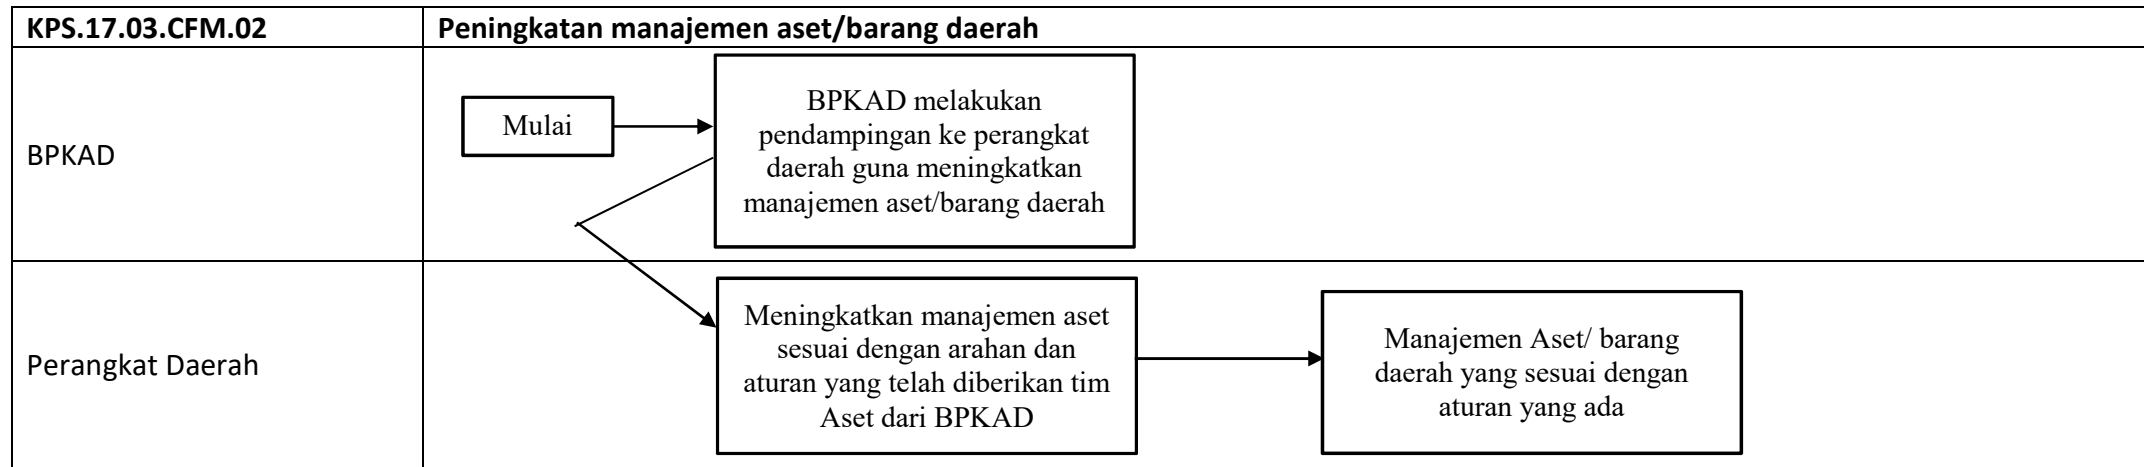 KPS.17.03.CFM.02
Peningkatan manajemen aset/barang daerah
BPKAD
Mulai
BPKAD melakukan
pendampingan ke perangkat
daerah guna meningkatkan
manajemen aset/barang daerah
Perangkat Daerah
Meningkatkan manajemen aset
sesuai dengan arahan dan
aturan yang telah diberikan tim
Aset dari BPKAD
Manajemen Aset/ barang
daerah yang sesuai dengan
aturan yang ada